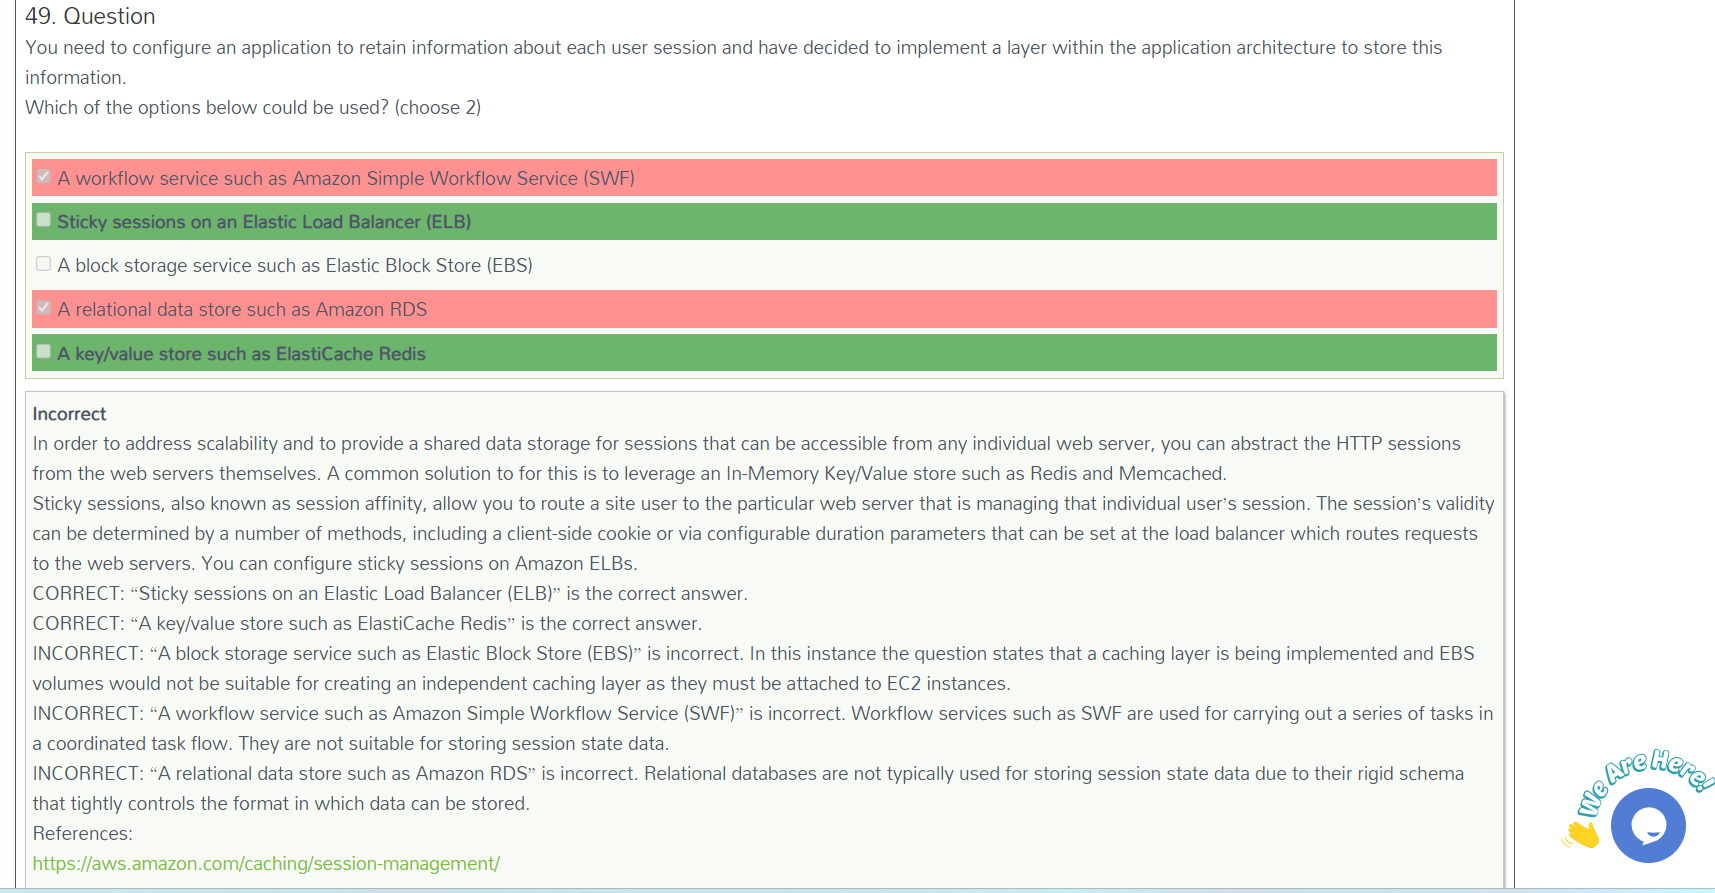 49. Question
You need to configure an application to retain information about each user session and have decided to implement a layer within the application architecture to store this
information.
Which of the options below could be used? (choose 2)
A workflow service such as Amazon Simple Workflow Service (SWF)
Sticky sessions on an Elastic Load Balancer (ELB)
A block storage service such as Elastic Block Store (EBS)
A relational data store such as Amazon RDS
A key/value store such as ElastiCache Redis
Incorrect
In order to address scalability and to provide a shared data storage for sessions that can be accessible from any individual web server, you can abstract the HTTP sessions
from the web servers themselves. A common solution to for this is to leverage an In-Memory Key/Value store such as Redis and Memcached.
Sticky sessions, also known as session affinity, allow you to route a site user to the particular web server that is managing that individual user’s session. The session’s validity
can be determined by a number of methods, including a client-side cookie or via configurable duration parameters that can be set at the load balancer which routes requests
to the web servers. You can configure sticky sessions on Amazon ELBs.
CORRECT: “Sticky sessions on an Elastic Load Balancer (ELB)” is the correct answer.
CORRECT: “A key/value store such as ElastiCache Redis” is the correct answer.
INCORRECT: “A block storage service such as Elastic Block Store (EBS)” is incorrect. In this instance the question states that a caching layer is being implemented and EBS
volumes would not be suitable for creating an independent caching layer as they must be attached to EC2 instances.
INCORRECT: “A workflow service such as Amazon Simple Workflow Service (SWF)” is incorrect. Workflow services such as SWF are used for carrying out a series of tasks in
a coordinated task flow. They are not suitable for storing session state data.
INCORRECT: “A relational data store such as Amazon RDS” is incorrect. Relational databases are not typically used for storing session state data due to their rigid schema
that tightly controls the format in which data can be stored.
References:
https://aws.amazon.com/caching/session-management/
We Are Here!